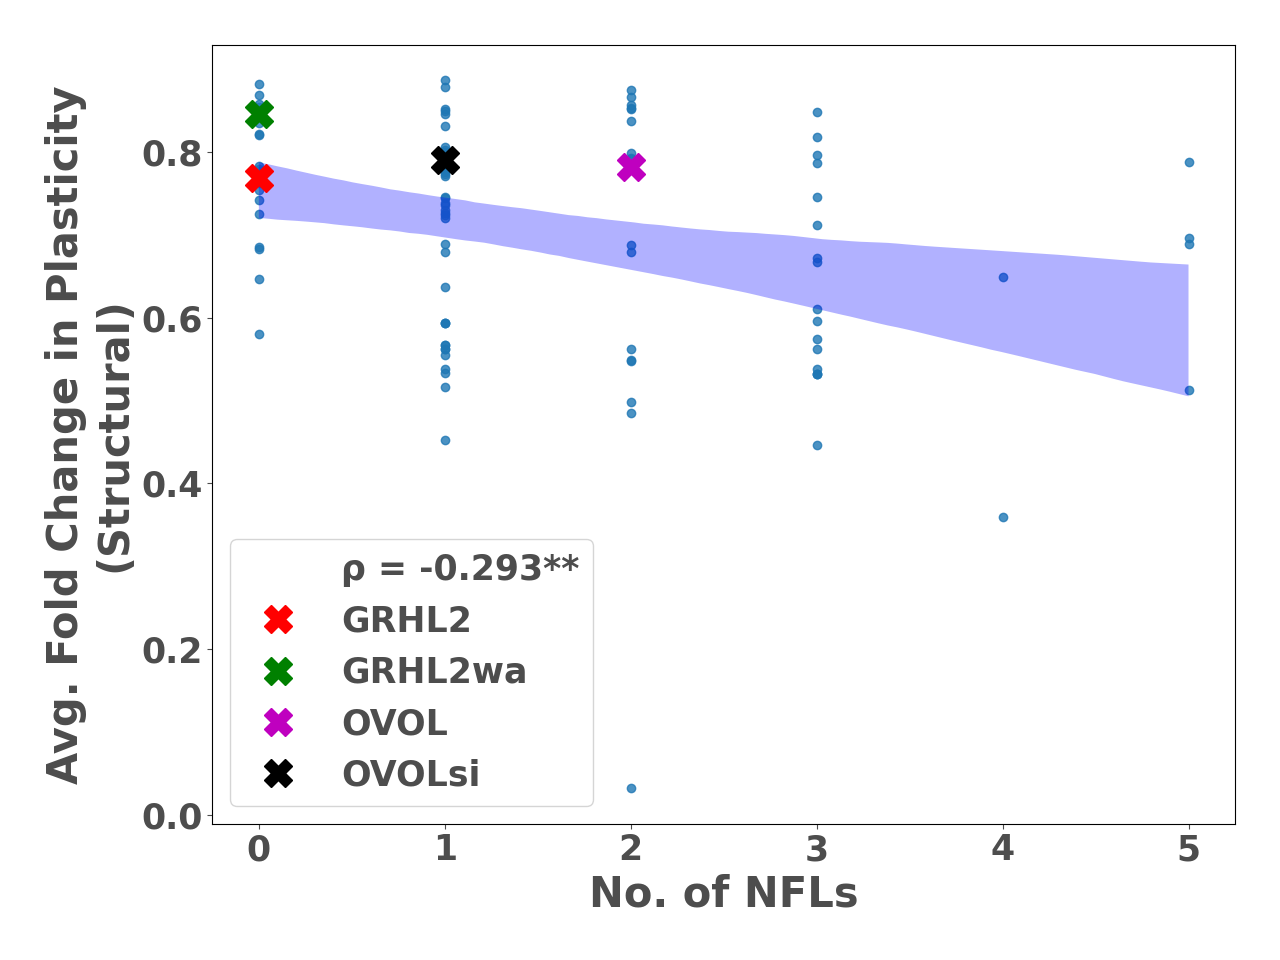 Avg. Fold Change in Plasticity
(Structural)
0.8
0.6
0.4
0.2
0.0
ρ = -0.293**
GRHL2
GRHL2wa
OVOL
OVOLsi
0 1 2 3 4 5
No. of NFLs